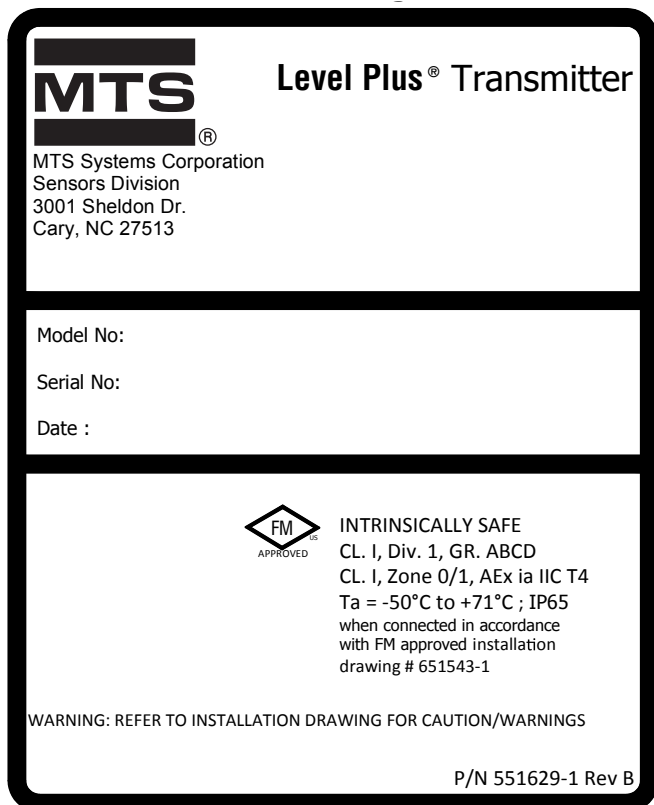 MTS
®
Level Plus® Transmitter
MTS Systems Corporation
Sensors Division
3001 Sheldon Dr.
Cary, NC 27513
Model No:
Serial No:
Date :
FM
US
APPROVED
INTRINSICALLY SAFE
CL. I, Div. 1, GR. ABCD
CL. I, Zone 0/1, AEx ia IIC T4
Ta = -50°C to +71°C ; IP65
when connected in accordance
with FM approved installation
drawing # 651543-1
WARNING: REFER TO INSTALLATION DRAWING FOR CAUTION/WARNINGS
P/N 551629-1 Rev B